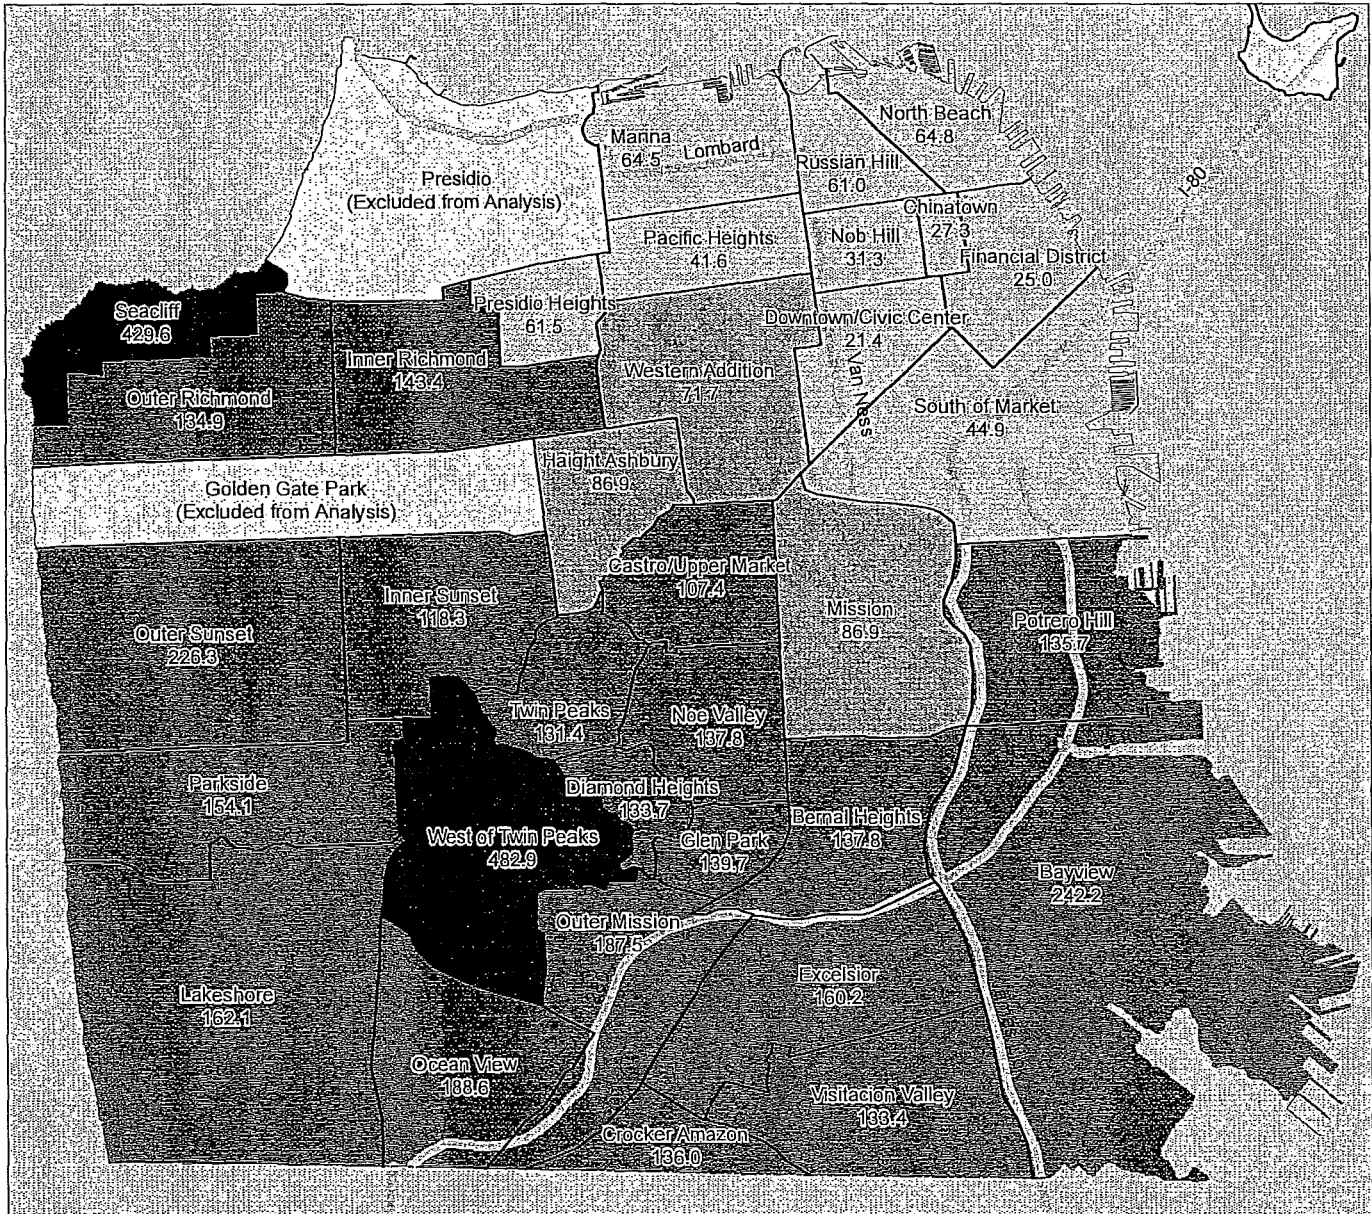 North Beach
64.8
Marina
64.5
Lombard
Russian Hill
61.0
I-80
Presidio
(Excluded from Analysis)
Chinatown
27.3
Pacific Heights
41.6
Nob Hill
31.3
Financial District
25.0
Seacliff
429.6
Presidio Heights
61.5
Downtown/Civic Center
21.4
Van Ness
Inner Richmond
143.4
Outer Richmond
134.9
Western Addition
71.7
South of Market
44.9
Haight Ashbury
86.9
Golden Gate Park
(Excluded from Analysis)
Castro/Upper Market
107.4
Inner Sunset
118.3
Mission
86.9
Potrero Hill
135.7
Outer Sunset
226.3
Twin Peaks
131.4
Noe Valley
137.8
Parkside
154.1
Diamond Heights
133.7
Bernal Heights
137.8
West of Twin Peaks
482.9
Glen Park
139.7
Bayview
242.2
Outer Mission
187.5
Excelsior
160.2
Lakeshore
162.1
Ocean View
188.6
Visitacion Valley
133.4
Crocker Amazon
136.0